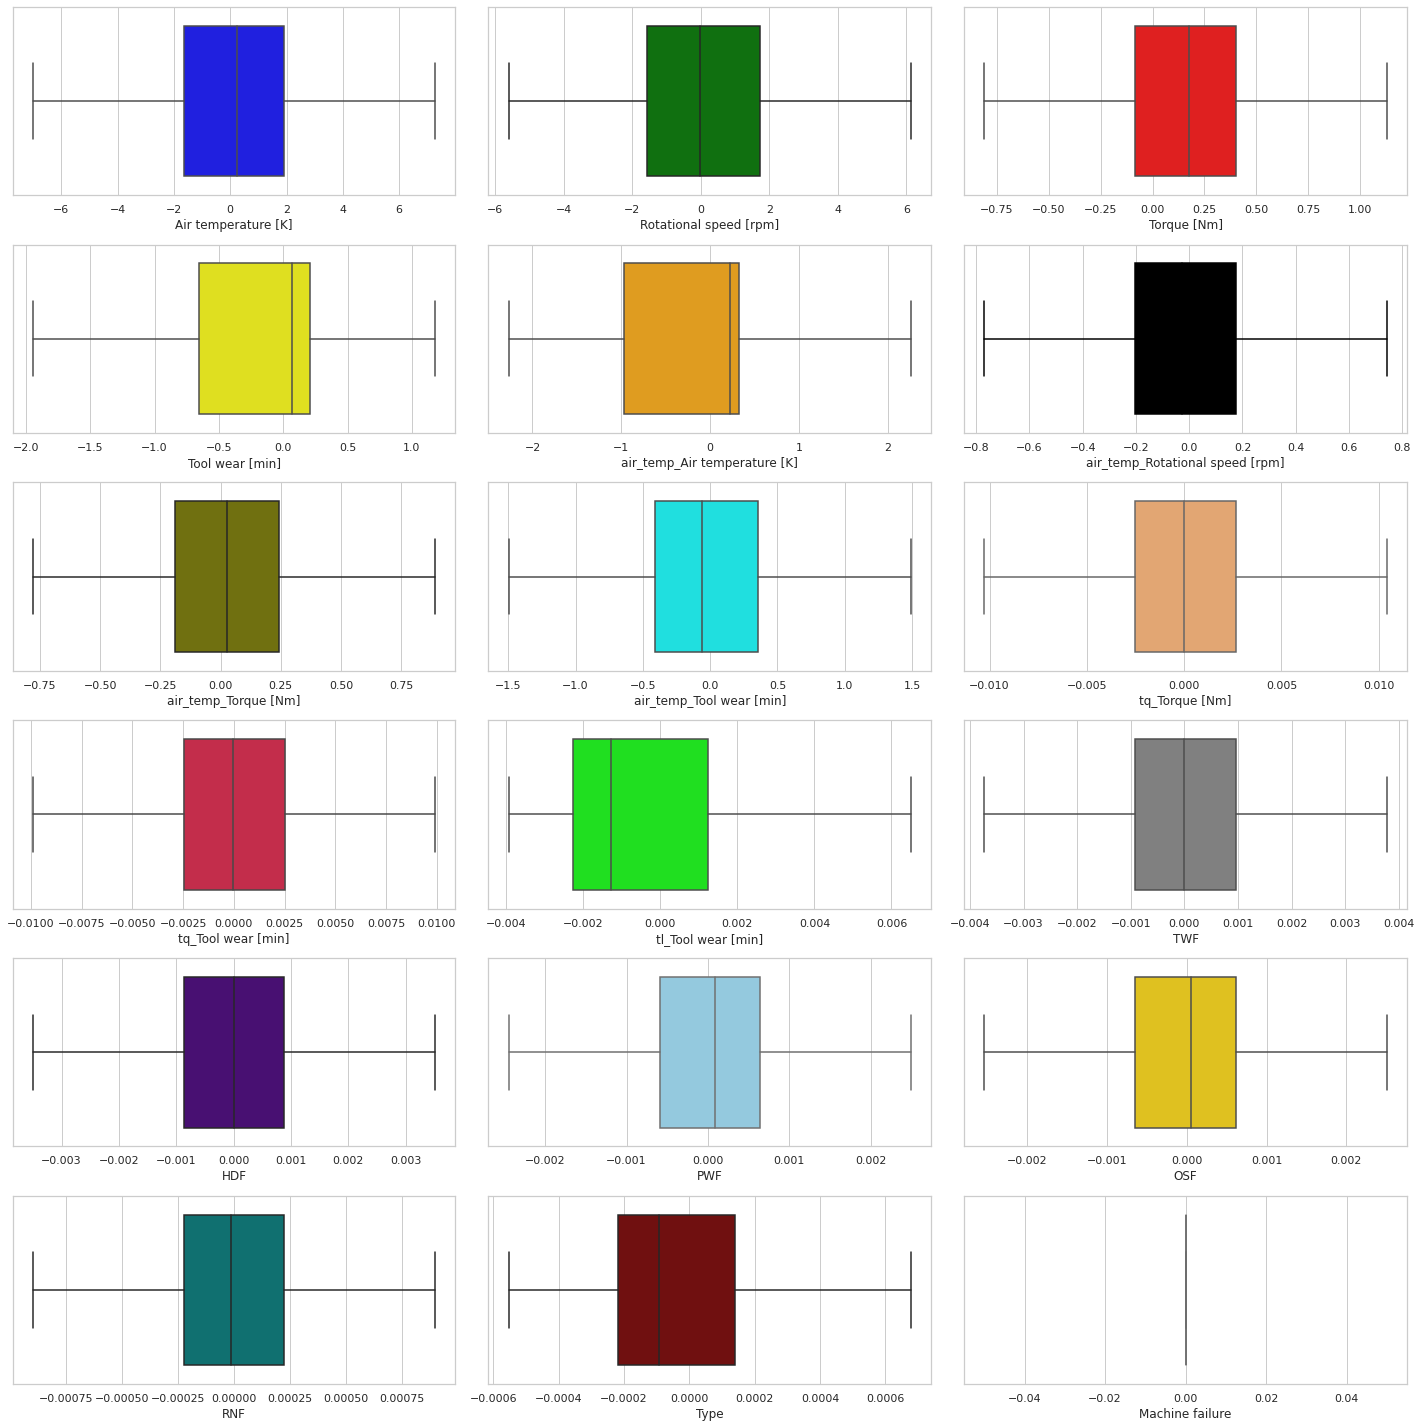 −6 −4 −2 0 2 4 6
Air temperature [K]
−6 −4 −2 0 2 4 6
Rotational speed [rpm]
−0.75 −0.50 −0.25 0.00 0.25 0.50 0.75 1.00
Torque [Nm]
−2.0 −1.5 −1.0 −0.5 0.0 0.5 1.0
Tool wear [min]
−2 −1 0 1 2
air_temp_Air temperature [K]
−0.8 −0.6 −0.4 −0.2 0.0 0.2 0.4 0.6 0.8
air_temp_Rotational speed [rpm]
−0.75 −0.50 −0.25 0.00 0.25 0.50 0.75
air_temp_Torque [Nm]
−1.5 −1.0 −0.5 0.0 0.5 1.0 1.5
air_temp_Tool wear [min]
−0.010 −0.005 0.000 0.005 0.010
tq_Torque [Nm]
−0.0100 −0.0075 −0.0050 −0.0025 0.0000 0.0025 0.0050 0.0075 0.0100
tq_Tool wear [min]
−0.004 −0.002 0.000 0.002 0.004 0.006
tl_Tool wear [min]
−0.004 −0.003 −0.002 −0.001 0.000 0.001 0.002 0.003 0.004
TWF
−0.003 −0.002 −0.001 0.000 0.001 0.002 0.003
HDF
−0.002 −0.001 0.000 0.001 0.002
PWF
−0.002 −0.001 0.000 0.001 0.002
OSF
−0.00075 −0.00050 −0.00025 0.00000 0.00025 0.00050 0.00075
RNF
−0.0006 −0.0004 −0.0002 0.0000 0.0002 0.0004 0.0006
Type
−0.04 −0.02 0.00 0.02 0.04
Machine failure